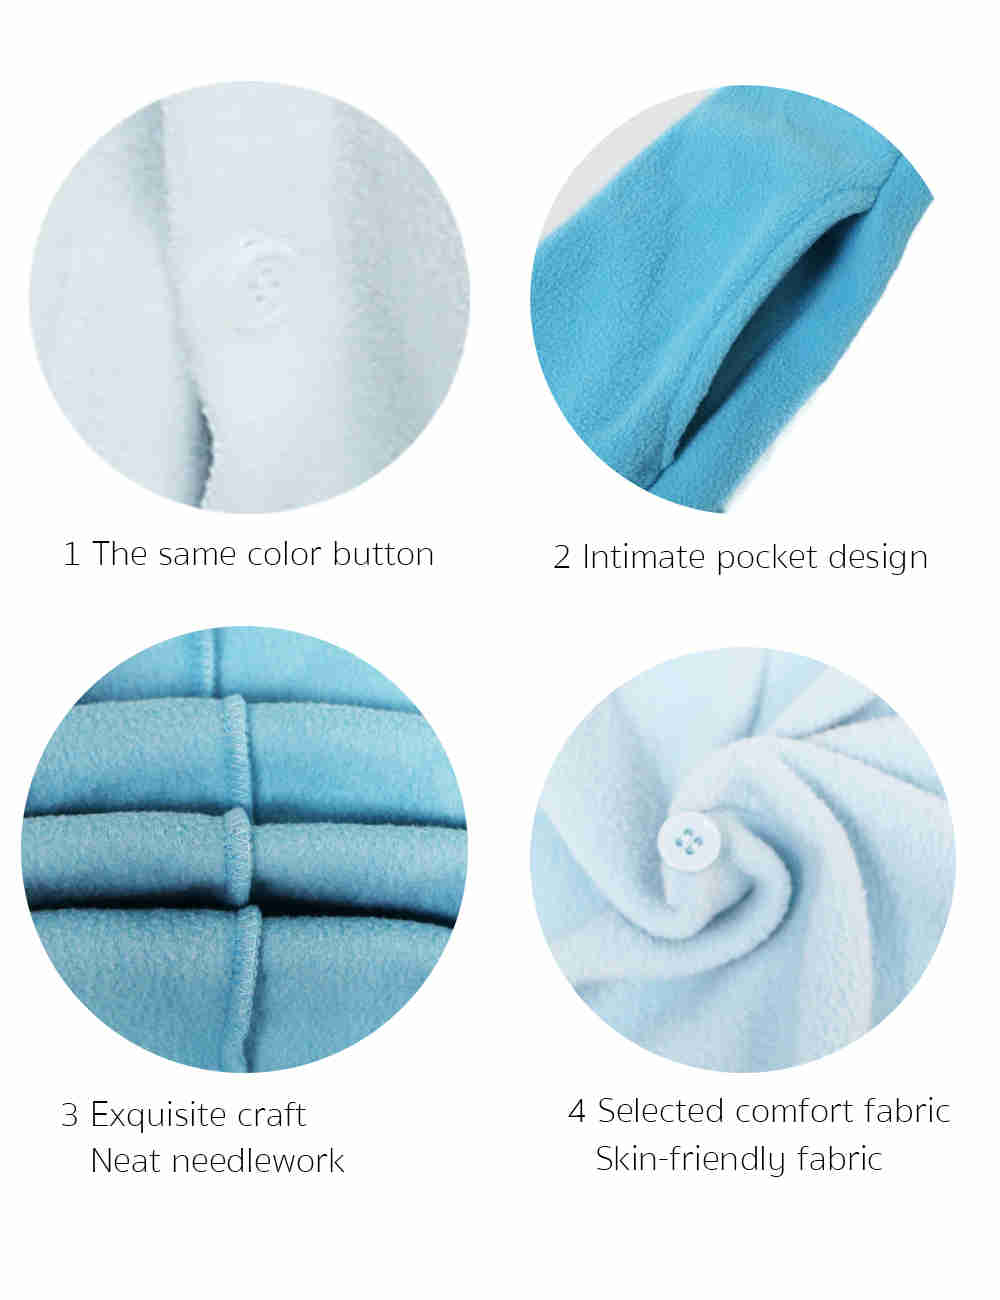 1 The same color button
2 Intimate pocket design
3 Exquisite craft
Neat needlework
4 Selected comfort fabric
Skin-friendly fabric